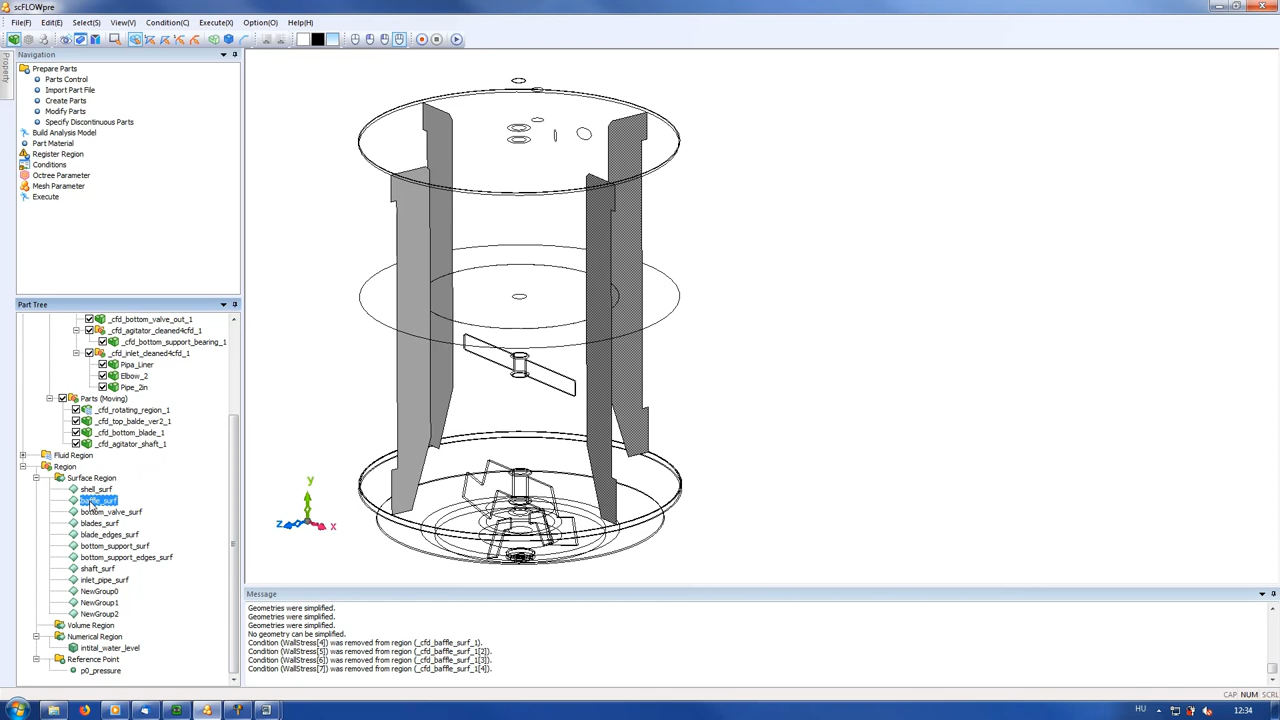 scFLOWpre
File(F) Edit(E) Select(S) View(V) Condition(C) Execute(X) Option(O) Help(H)
Property
Navigation
Prepare Parts
Parts Control
Import Part File
Create Parts
Modify Parts
Specify Discontinuous Parts
Build Analysis Model
Part Material
Register Region
Conditions
Octree Parameter
Mesh Parameter
Execute
Part Tree
_cfd_bottom_valve_out_1
_cfd_agitator_cleaned4cfd_1
_cfd_bottom_support_bearing_1
_cfd_inlet_cleaned4cfd_1
Pipa_Liner
Elbow_2
Pipe_2in
Parts (Moving)
_cfd_rotating_region_1
_cfd_top_balde_ver2_1
_cfd_bottom_blade_1
_cfd_agitator_shaft_1
Fluid Region
Region
Surface Region
shell_surf
baffle_surf
bottom_valve_surf
blades_surf
blade_edges_surf
bottom_support_surf
bottom_support_edges_surf
shaft_surf
inlet_pipe_surf
NewGroup0
NewGroup1
NewGroup2
Volume Region
Numerical Region
intital_water_level
Reference Point
p0_pressure
y
z x
Message
Geometries were simplified.
Geometries were simplified.
Geometries were simplified.
No geometry can be simplified.
Condition (WallStress[4]) was removed from region (_cfd_baffle_surf_1).
Condition (WallStress[5]) was removed from region (_cfd_baffle_surf_1[2]).
Condition (WallStress[6]) was removed from region (_cfd_baffle_surf_1[3]).
Condition (WallStress[7]) was removed from region (_cfd_baffle_surf_1[4]).
CAP NUM SCRL
HU 12:34